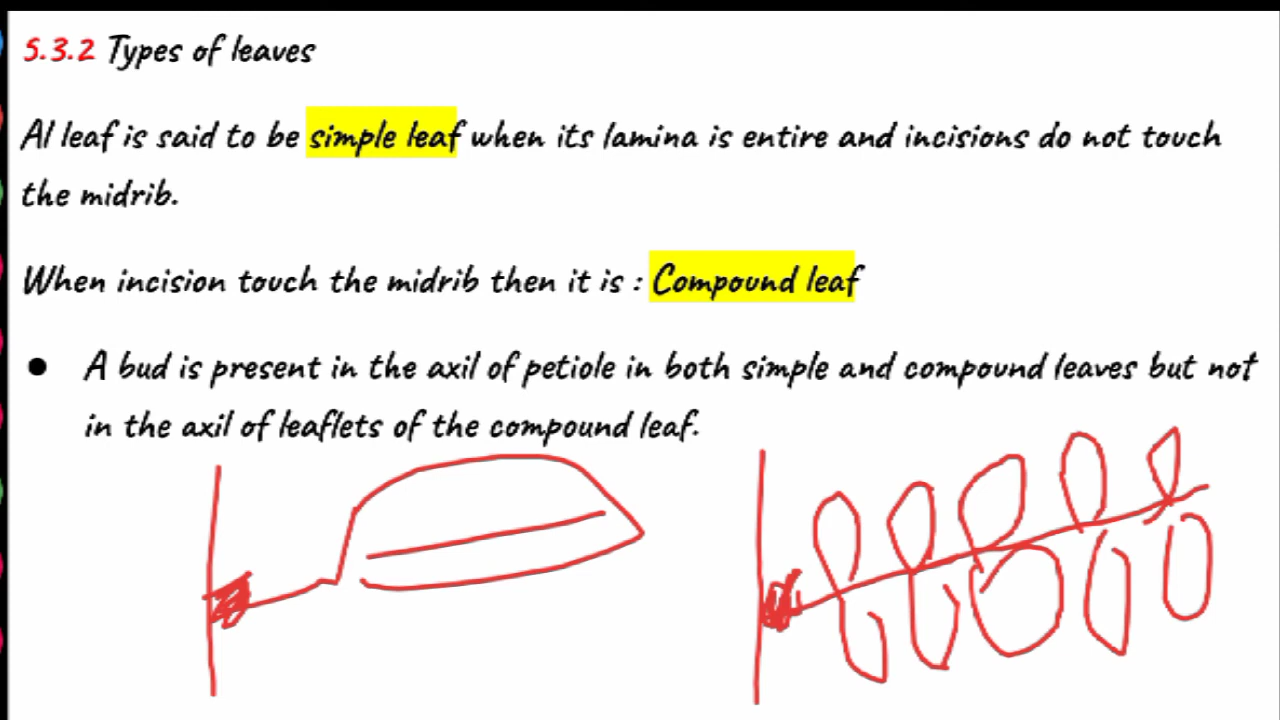 5.3.2 Types of leaves
Al leaf is said to be simple leaf when its lamina is entire and incisions do not touch
the midrib.
When incision touch the midrib then it is : Compound leaf
● A bud is present in the axil of petiole in both simple and compound leaves but not
in the axil of leaflets of the compound leaf.